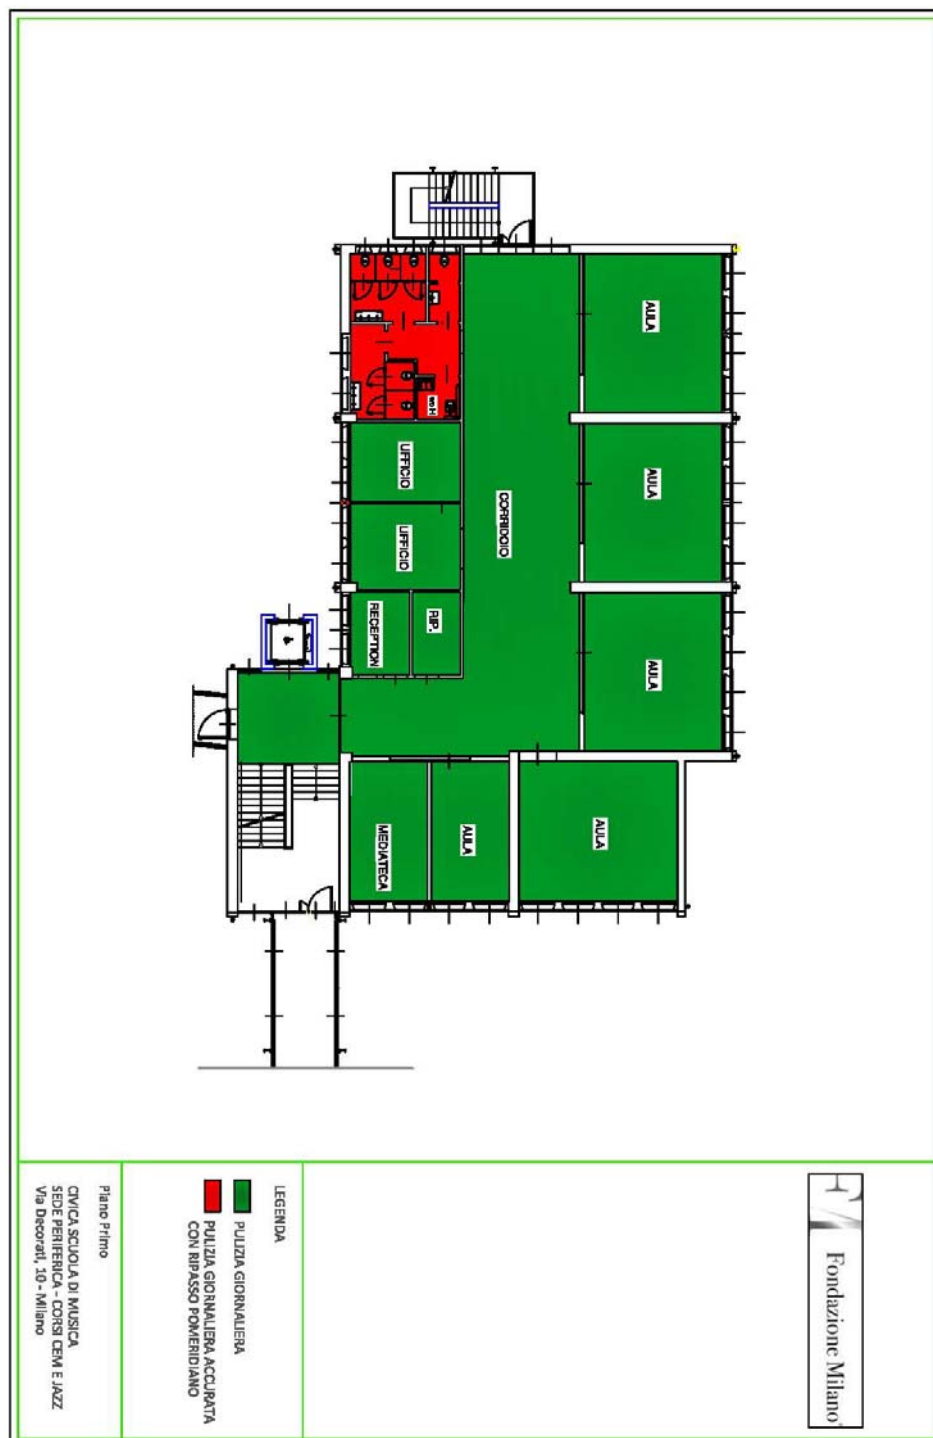 AULA
AULA
AULA
AULA
AULA
MEDIATECA
CORRIDOIO
UFFICIO
UFFICIO
RIP.
RECEPTION
Fondazione Milano
LEGENDA
PULIZIA GIORNALIERA
PULIZIA GIORNALIERA ACCURATA
CON RIPASSO POMERIDIANO
Piano Primo
CIVICA SCUOLA DI MUSICA
SEDE PERIFERICA - CORSI CEM E JAZZ
Via Decorati, 10 - Milano